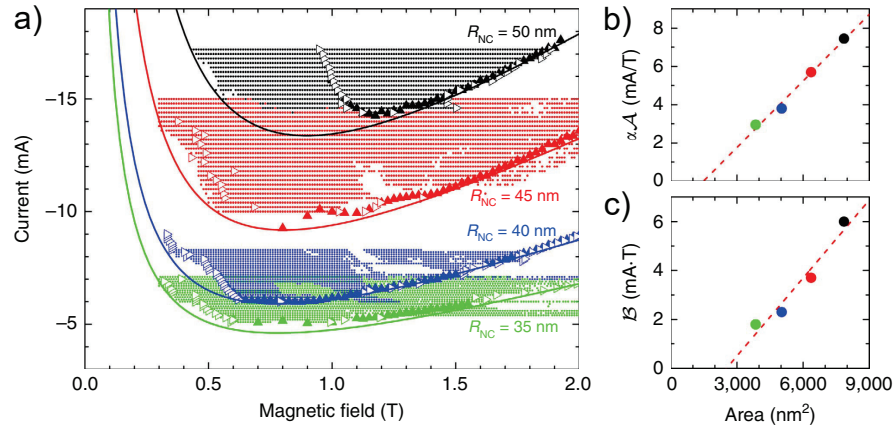 a)
Current (mA)
−15
−10
−5
0.0
0.5
1.0
1.5
2.0
Magnetic field (T)
R_NC = 50 nm
R_NC = 45 nm
R_NC = 40 nm
R_NC = 35 nm
b)
α𝒜 (mA/T)
8
6
4
2
0
c)
ℬ (mA·T)
6
4
2
0
0
3,000
6,000
9,000
Area (nm²)